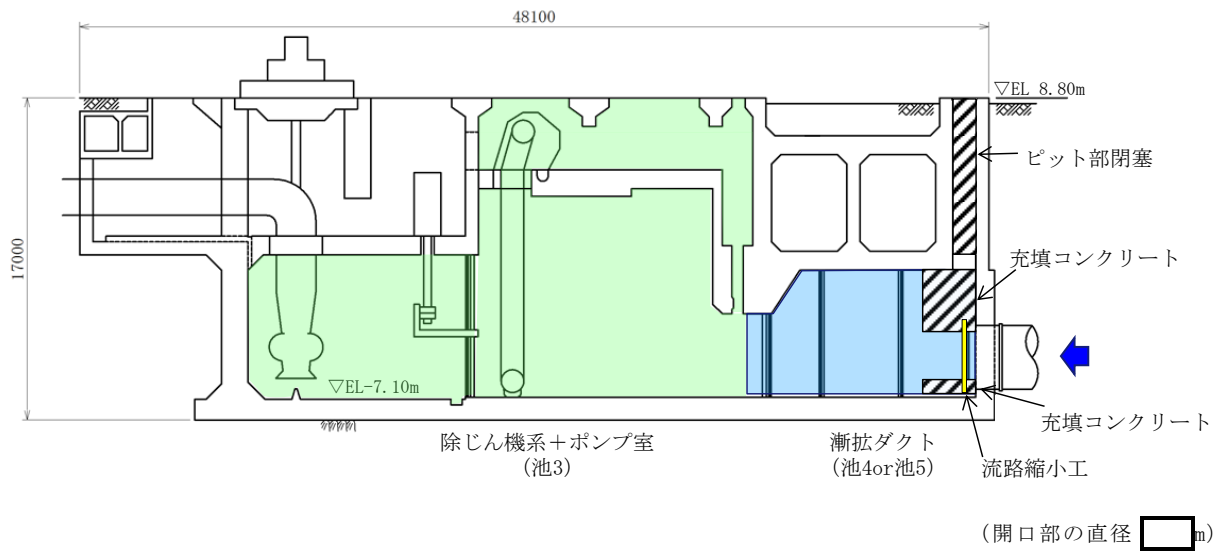 48100
▽EL 8.80m
ピット部閉塞
17000
充填コンクリート
▽EL-7.10m
充填コンクリート
除じん機系＋ポンプ室
(池3)
漸拡ダクト
(池4or池5)
流路縮小工
(開口部の直径 m)